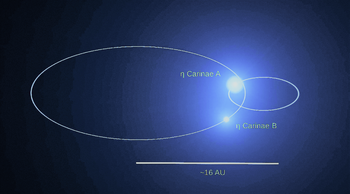 η Carinae A
η Carinae B
~16 AU